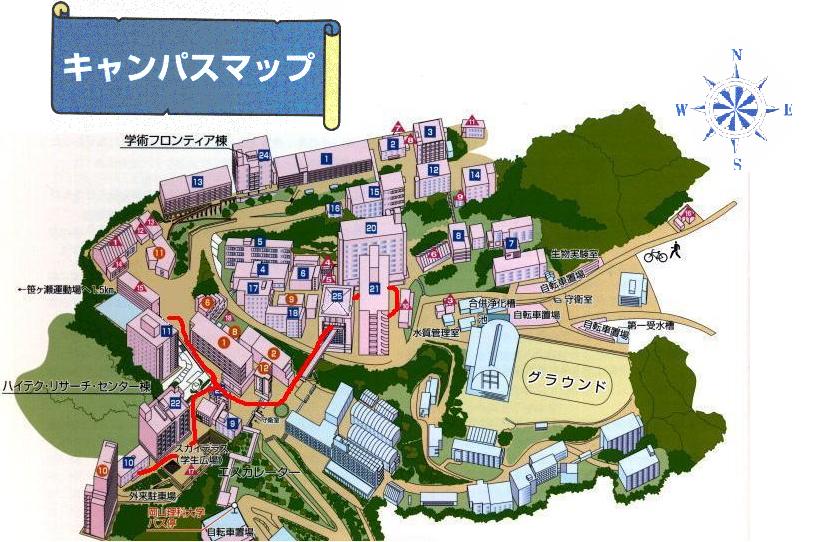 キャンパスマップ
N
W
E
S
学術フロンティア棟
24
1
2
3
7
8
11
13
12
14
15
16
9
20
5
4
6
17
18
25
21
8
7
6
生物実験室
自転車置場
16
守衛室
合併浄化槽
池
自転車置場
自転車置場
第一受水槽
水質管理室
11
14
15
←笹ヶ瀬運動場へ1.5km
6
18
9
8
1
2
12
11
ハイテク・リサーチ・センター棟
22
9
守衛室
グラウンド
スカイテラス
(学生広場)
エスカレーター
10
10
17
外来駐車場
岡山理科大学
バス停
自転車置場